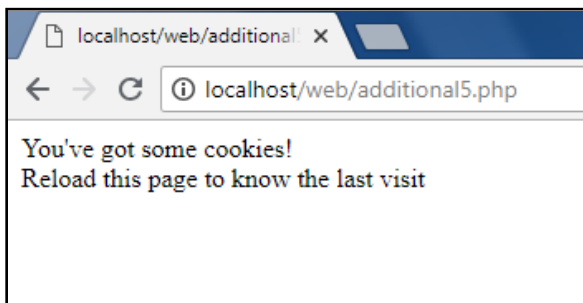 localhost/web/additional
localhost/web/additional5.php
You've got some cookies!
Reload this page to know the last visit